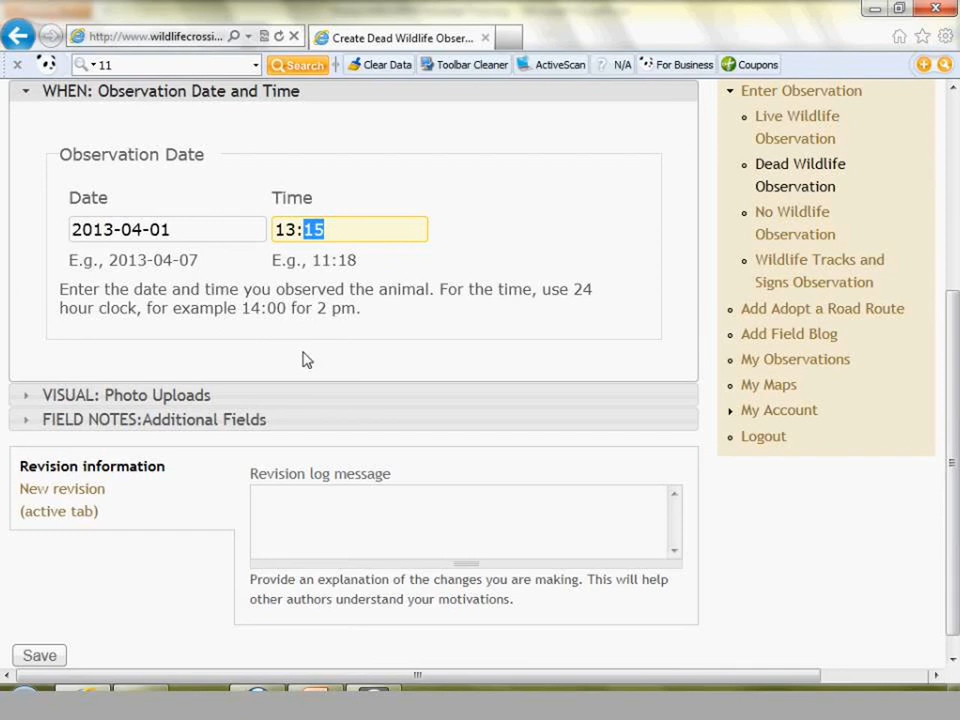 http://www.wildlifecrossi...
Create Dead Wildlife Obser...
11
Search
Clear Data
Toolbar Cleaner
ActiveScan
N/A
For Business
Coupons
WHEN: Observation Date and Time
Observation Date
Date
Time
2013-04-01
13:15
E.g., 2013-04-07
E.g., 11:18
Enter the date and time you observed the animal. For the time, use 24
hour clock, for example 14:00 for 2 pm.
VISUAL: Photo Uploads
FIELD NOTES:Additional Fields
Revision information
New revision
(active tab)
Revision log message
Provide an explanation of the changes you are making. This will help
other authors understand your motivations.
Save
Enter Observation
Live Wildlife
Observation
Dead Wildlife
Observation
No Wildlife
Observation
Wildlife Tracks and
Signs Observation
Add Adopt a Road Route
Add Field Blog
My Observations
My Maps
My Account
Logout